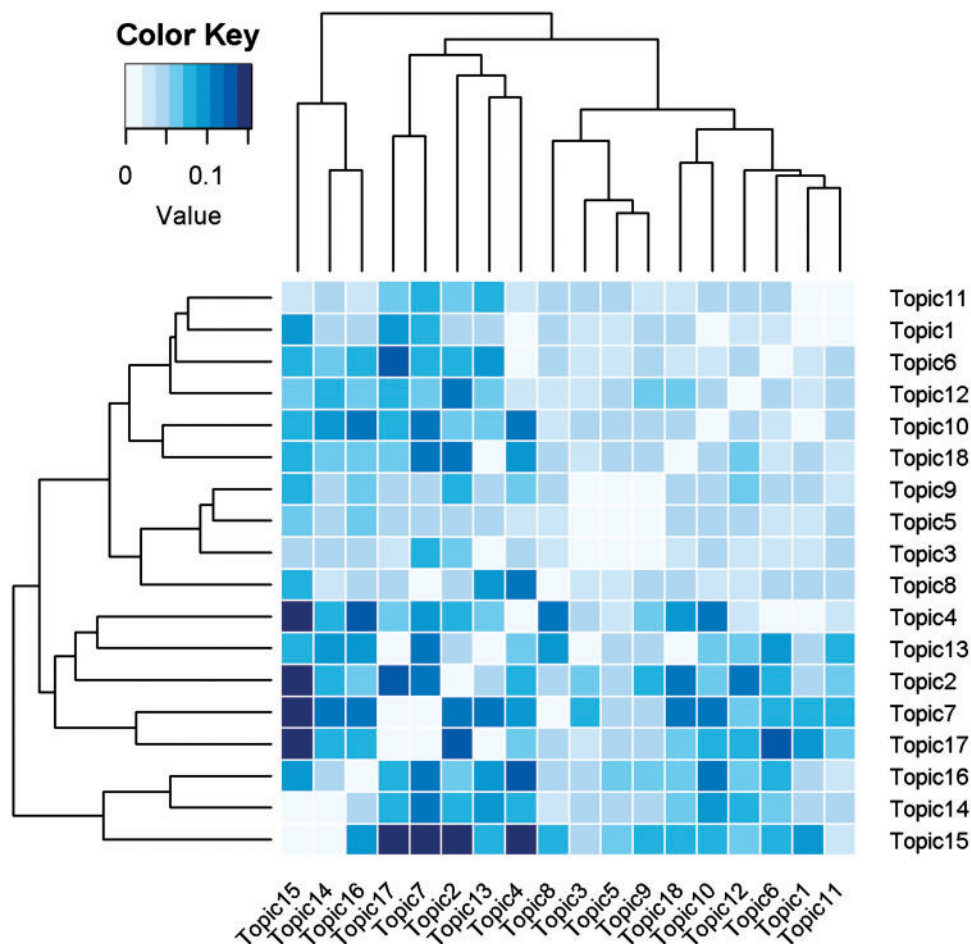 Color Key
0 0.1
Value
Topic11
Topic1
Topic6
Topic12
Topic10
Topic18
Topic9
Topic5
Topic3
Topic8
Topic4
Topic13
Topic2
Topic7
Topic17
Topic16
Topic14
Topic15
Topic15
Topic14
Topic16
Topic17
Topic7
Topic2
Topic13
Topic4
Topic8
Topic3
Topic5
Topic9
Topic18
Topic10
Topic12
Topic6
Topic1
Topic11